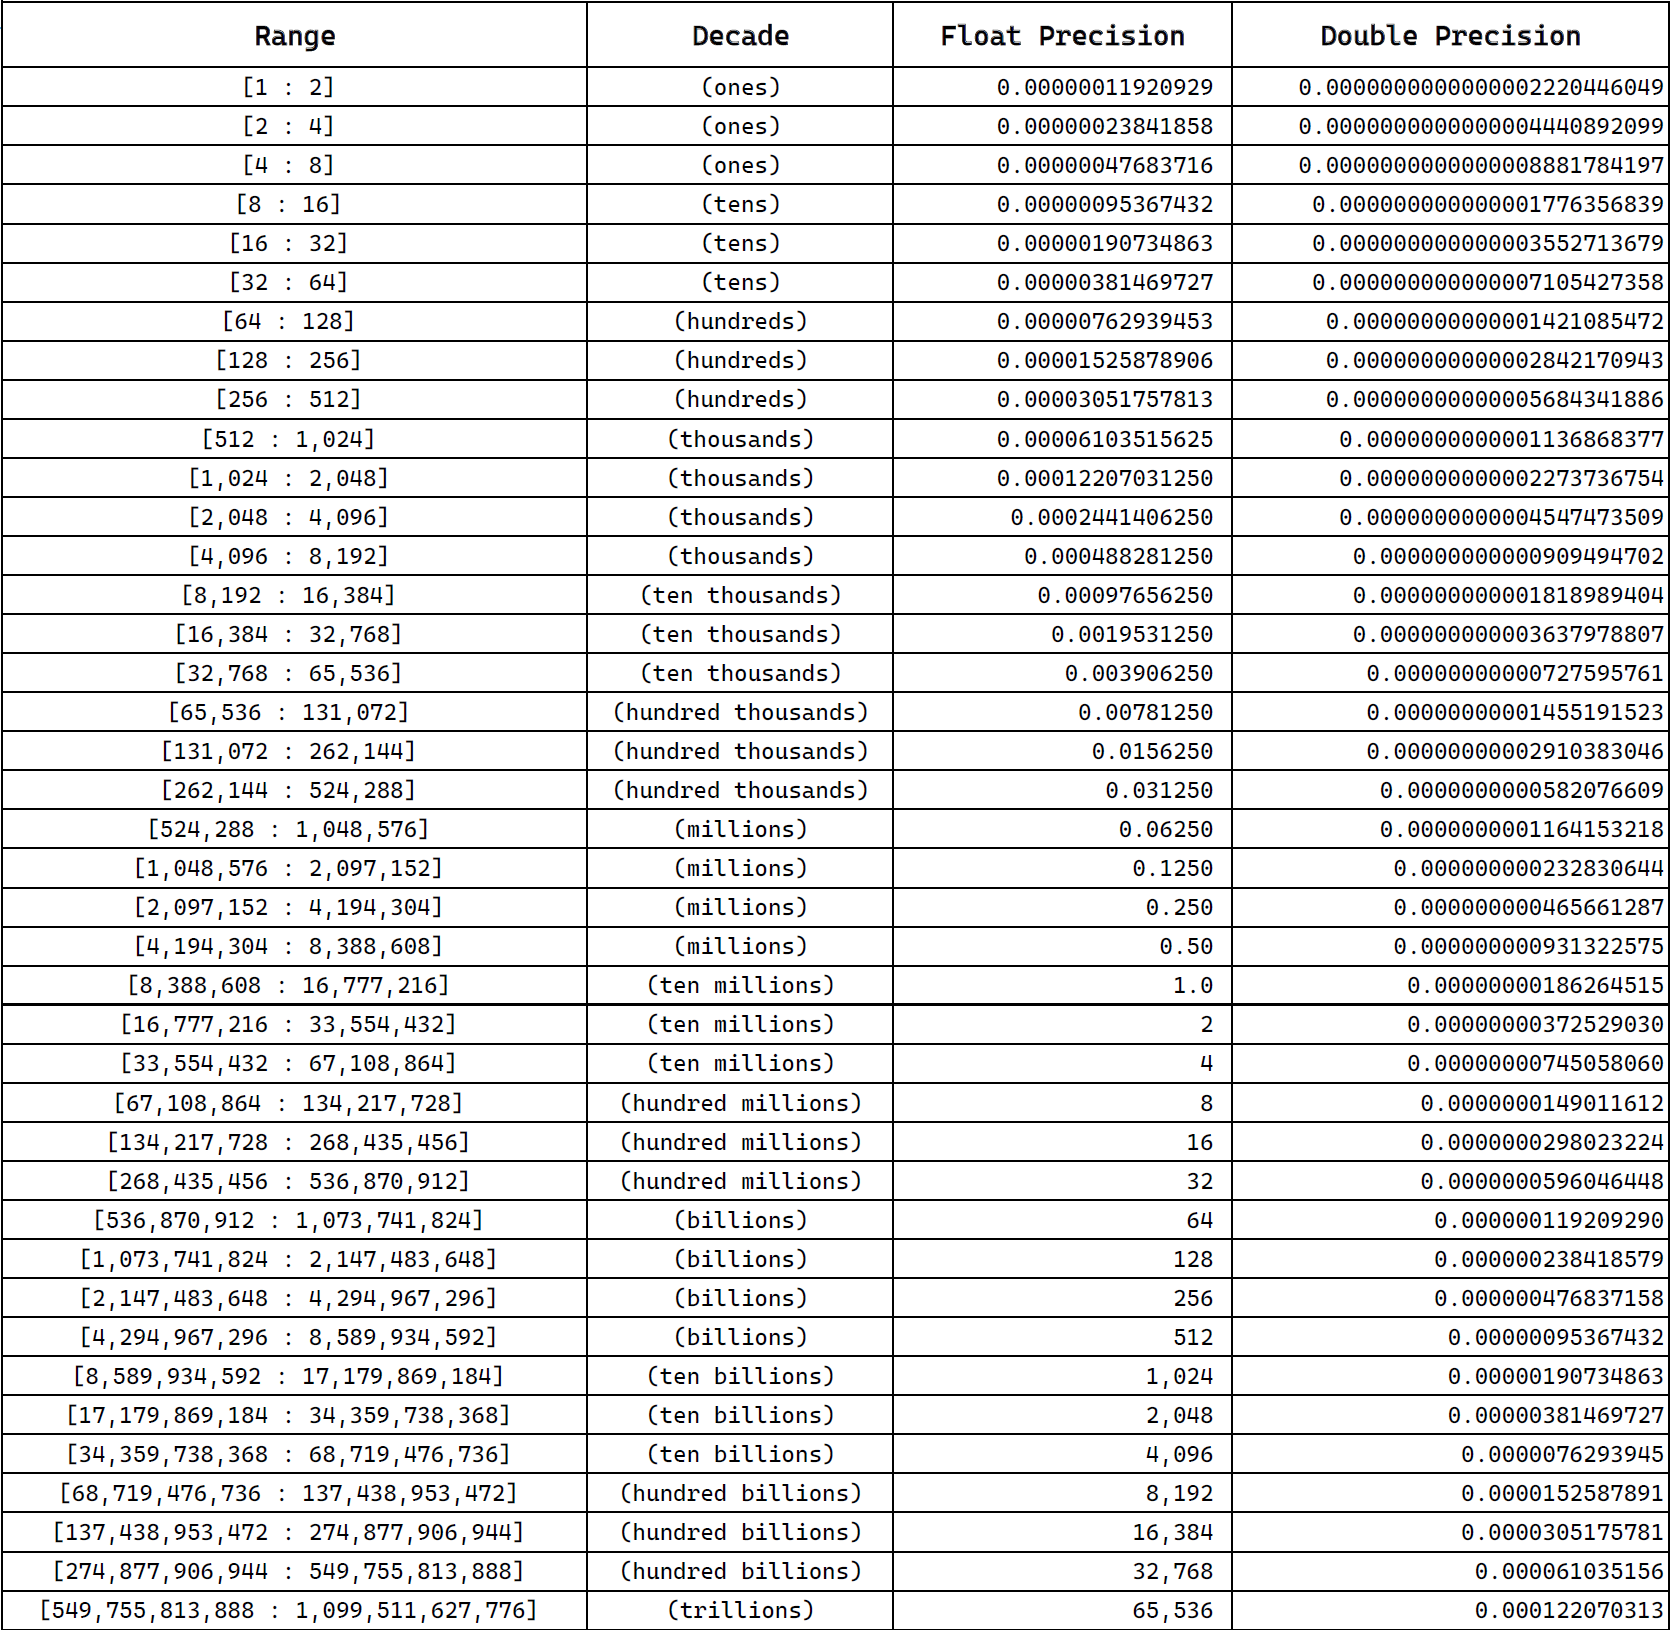 Range Decade Float Precision Double Precision
[1 : 2] (ones) 0.00000011920929 0.0000000000000002220446049
[2 : 4] (ones) 0.00000023841858 0.0000000000000004440892099
[4 : 8] (ones) 0.00000047683716 0.0000000000000008881784197
[8 : 16] (tens) 0.00000095367432 0.000000000000001776356839
[16 : 32] (tens) 0.00000190734863 0.000000000000003552713679
[32 : 64] (tens) 0.00000381469727 0.000000000000007105427358
[64 : 128] (hundreds) 0.00000762939453 0.00000000000001421085472
[128 : 256] (hundreds) 0.00001525878906 0.00000000000002842170943
[256 : 512] (hundreds) 0.00003051757813 0.00000000000005684341886
[512 : 1,024] (thousands) 0.00006103515625 0.0000000000001136868377
[1,024 : 2,048] (thousands) 0.00012207031250 0.0000000000002273736754
[2,048 : 4,096] (thousands) 0.0002441406250 0.0000000000004547473509
[4,096 : 8,192] (thousands) 0.000488281250 0.000000000000909494702
[8,192 : 16,384] (ten thousands) 0.00097656250 0.000000000001818989404
[16,384 : 32,768] (ten thousands) 0.0019531250 0.000000000003637978807
[32,768 : 65,536] (ten thousands) 0.003906250 0.00000000000727595761
[65,536 : 131,072] (hundred thousands) 0.00781250 0.00000000001455191523
[131,072 : 262,144] (hundred thousands) 0.0156250 0.00000000002910383046
[262,144 : 524,288] (hundred thousands) 0.031250 0.0000000000582076609
[524,288 : 1,048,576] (millions) 0.06250 0.0000000001164153218
[1,048,576 : 2,097,152] (millions) 0.1250 0.000000000232830644
[2,097,152 : 4,194,304] (millions) 0.250 0.000000000465661287
[4,194,304 : 8,388,608] (millions) 0.50 0.000000000931322575
[8,388,608 : 16,777,216] (ten millions) 1.0 0.00000000186264515
[16,777,216 : 33,554,432] (ten millions) 2 0.00000000372529030
[33,554,432 : 67,108,864] (ten millions) 4 0.00000000745058060
[67,108,864 : 134,217,728] (hundred millions) 8 0.0000000149011612
[134,217,728 : 268,435,456] (hundred millions) 16 0.0000000298023224
[268,435,456 : 536,870,912] (hundred millions) 32 0.0000000596046448
[536,870,912 : 1,073,741,824] (billions) 64 0.000000119209290
[1,073,741,824 : 2,147,483,648] (billions) 128 0.000000238418579
[2,147,483,648 : 4,294,967,296] (billions) 256 0.000000476837158
[4,294,967,296 : 8,589,934,592] (billions) 512 0.00000095367432
[8,589,934,592 : 17,179,869,184] (ten billions) 1,024 0.00000190734863
[17,179,869,184 : 34,359,738,368] (ten billions) 2,048 0.00000381469727
[34,359,738,368 : 68,719,476,736] (ten billions) 4,096 0.0000076293945
[68,719,476,736 : 137,438,953,472] (hundred billions) 8,192 0.0000152587891
[137,438,953,472 : 274,877,906,944] (hundred billions) 16,384 0.0000305175781
[274,877,906,944 : 549,755,813,888] (hundred billions) 32,768 0.000061035156
[549,755,813,888 : 1,099,511,627,776] (trillions) 65,536 0.000122070313